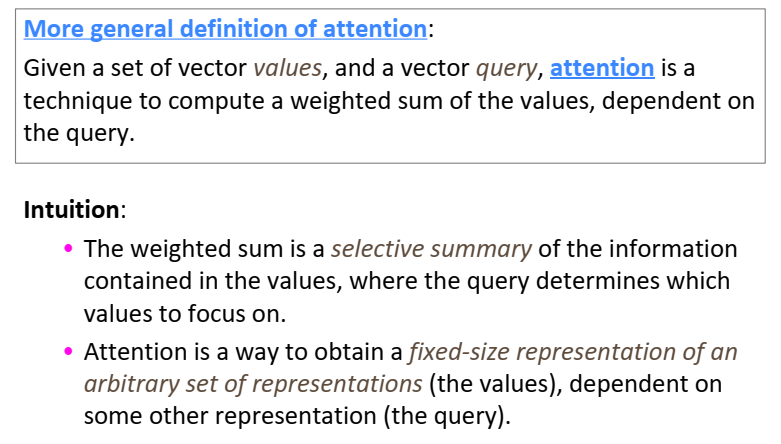 More general definition of attention:
Given a set of vector values, and a vector query, attention is a
technique to compute a weighted sum of the values, dependent on
the query.
Intuition:
• The weighted sum is a selective summary of the information
contained in the values, where the query determines which
values to focus on.
• Attention is a way to obtain a fixed-size representation of an
arbitrary set of representations (the values), dependent on
some other representation (the query).